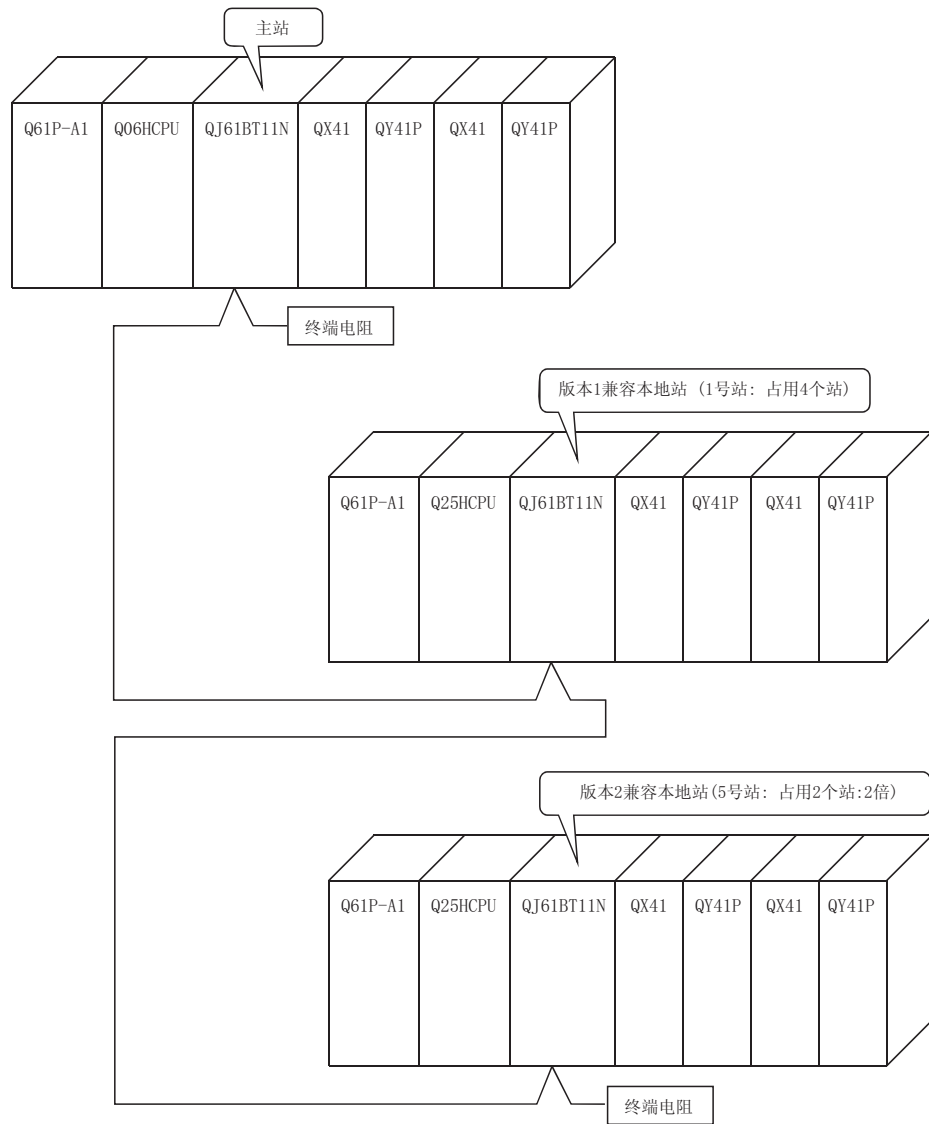 主站
Q61P-A1 Q06HCPU QJ61BT11N QX41 QY41P QX41 QY41P
终端电阻
版本1兼容本地站 (1号站: 占用4个站)
Q61P-A1 Q25HCPU QJ61BT11N QX41 QY41P QX41 QY41P
版本2兼容本地站(5号站: 占用2个站:2倍)
Q61P-A1 Q25HCPU QJ61BT11N QX41 QY41P QX41 QY41P
终端电阻